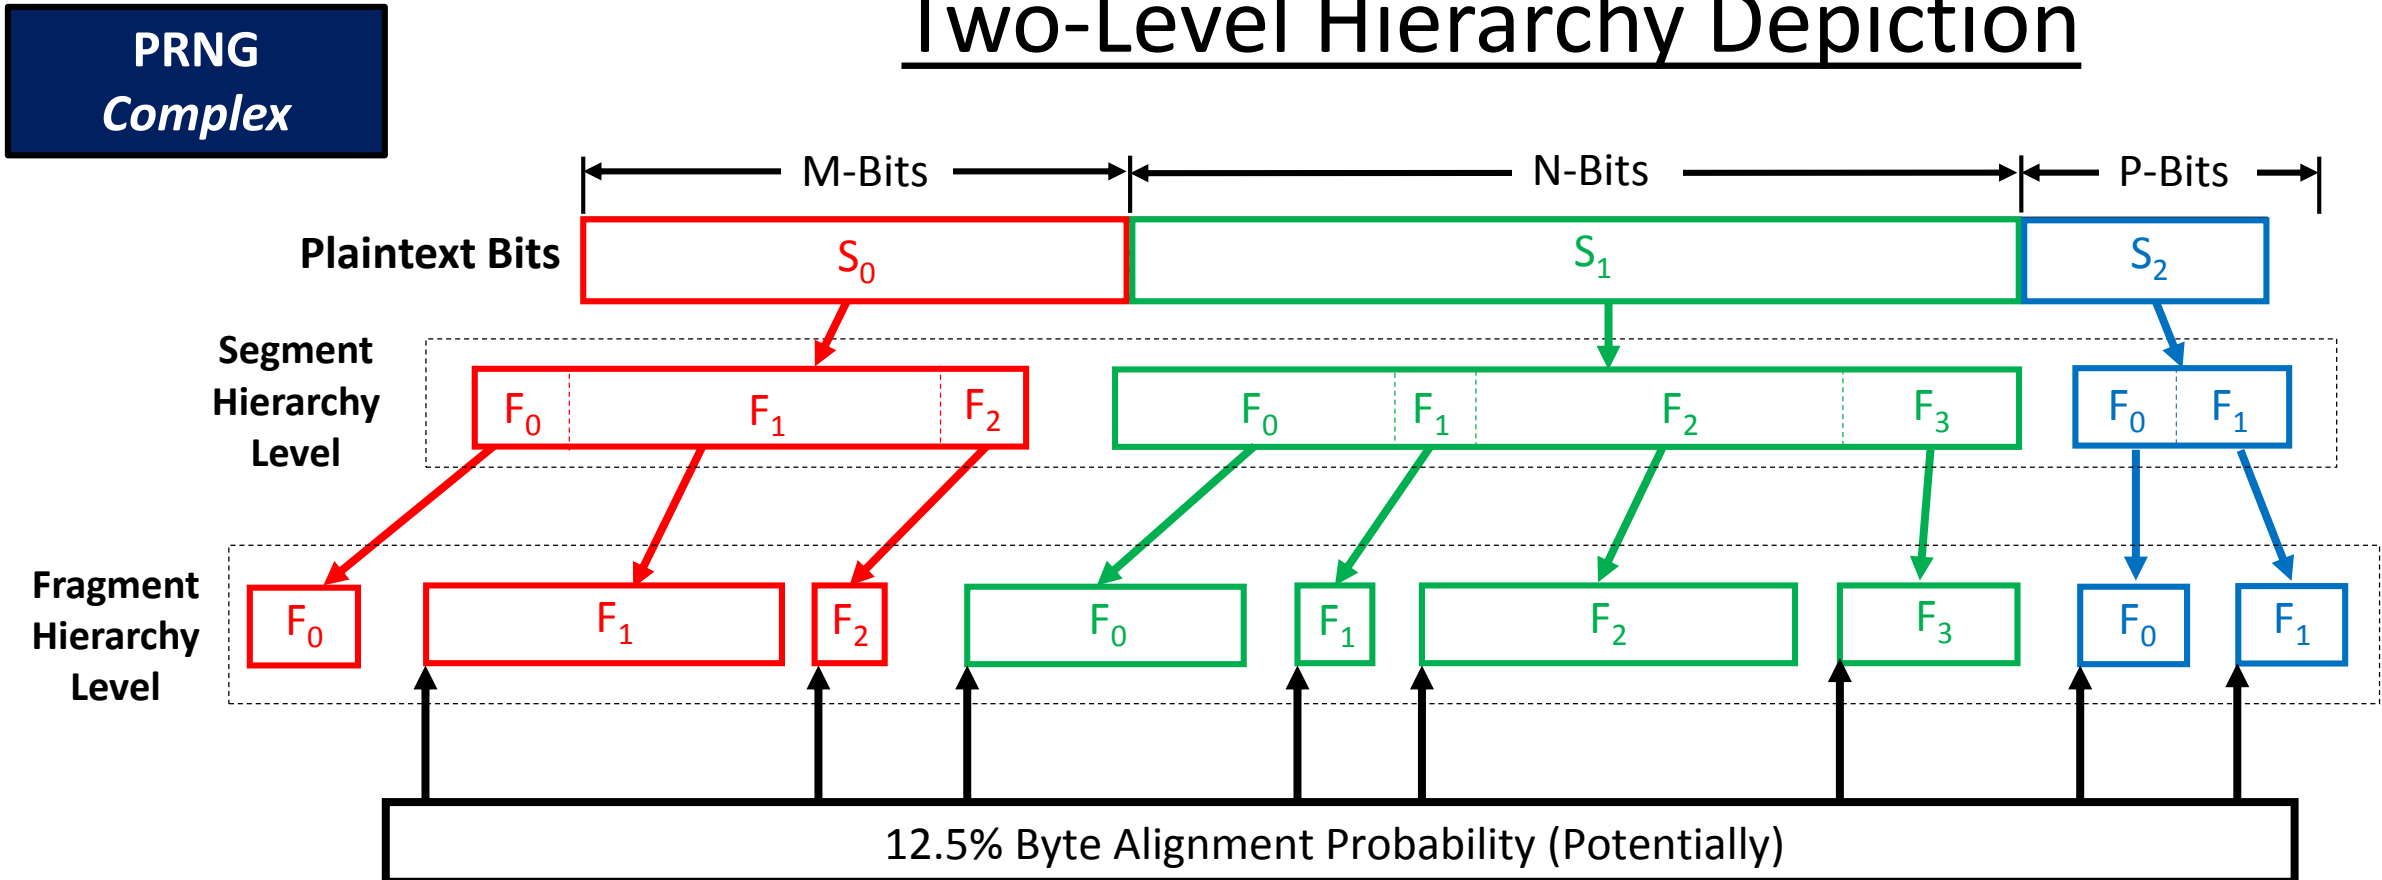 Two-Level Hierarchy Depiction
PRNG
Complex
M-Bits
N-Bits
P-Bits
Plaintext Bits
S0
S1
S2
Segment
Hierarchy
Level
F0
F1
F2
F0
F1
F2
F3
F0
F1
Fragment
Hierarchy
Level
F0
F1
F2
F0
F1
F2
F3
F0
F1
12.5% Byte Alignment Probability (Potentially)